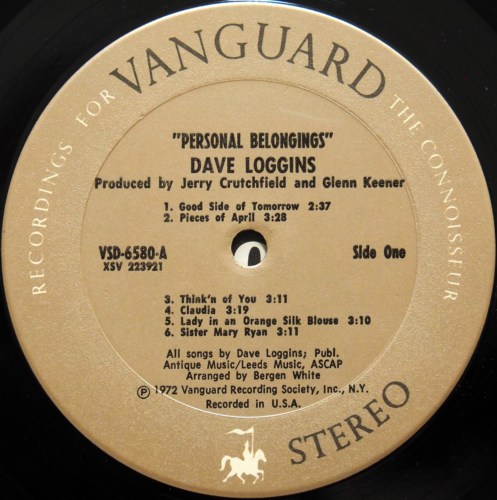 RECORDINGS FOR VANGUARD THE CONNOISSEUR
"PERSONAL BELONGINGS"
DAVE LOGGINS
Produced by Jerry Crutchfield and Glenn Keener
1. Good Side of Tomorrow 2:37
2. Pieces of April 3:28
VSD-6580-A Side One
XSV 223921
3. Think'n of You 3:11
4. Claudia 3:19
5. Lady in an Orange Silk Blouse 3:10
6. Sister Mary Ryan 3:11
All songs by Dave Loggins; Publ.
Antique Music/Leeds Music, ASCAP
Arranged by Bergen White
℗ 1972 Vanguard Recording Society, Inc., N.Y.
Recorded in U.S.A.
STEREO